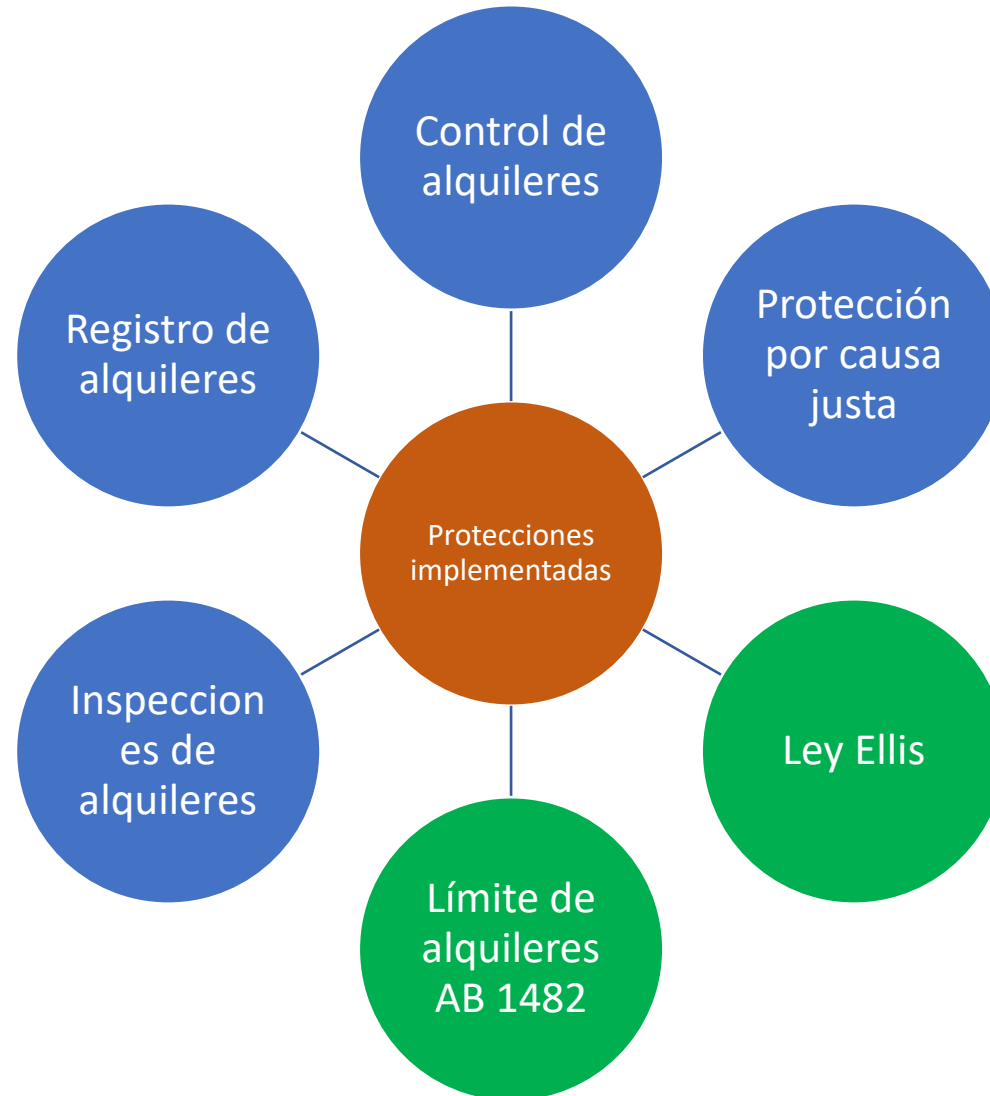 Control de
alquileres
Protección
por causa
justa
Ley Ellis
Límite de
alquileres
AB 1482
Inspeccion
es de
alquileres
Registro de
alquileres
Protecciones
implementadas